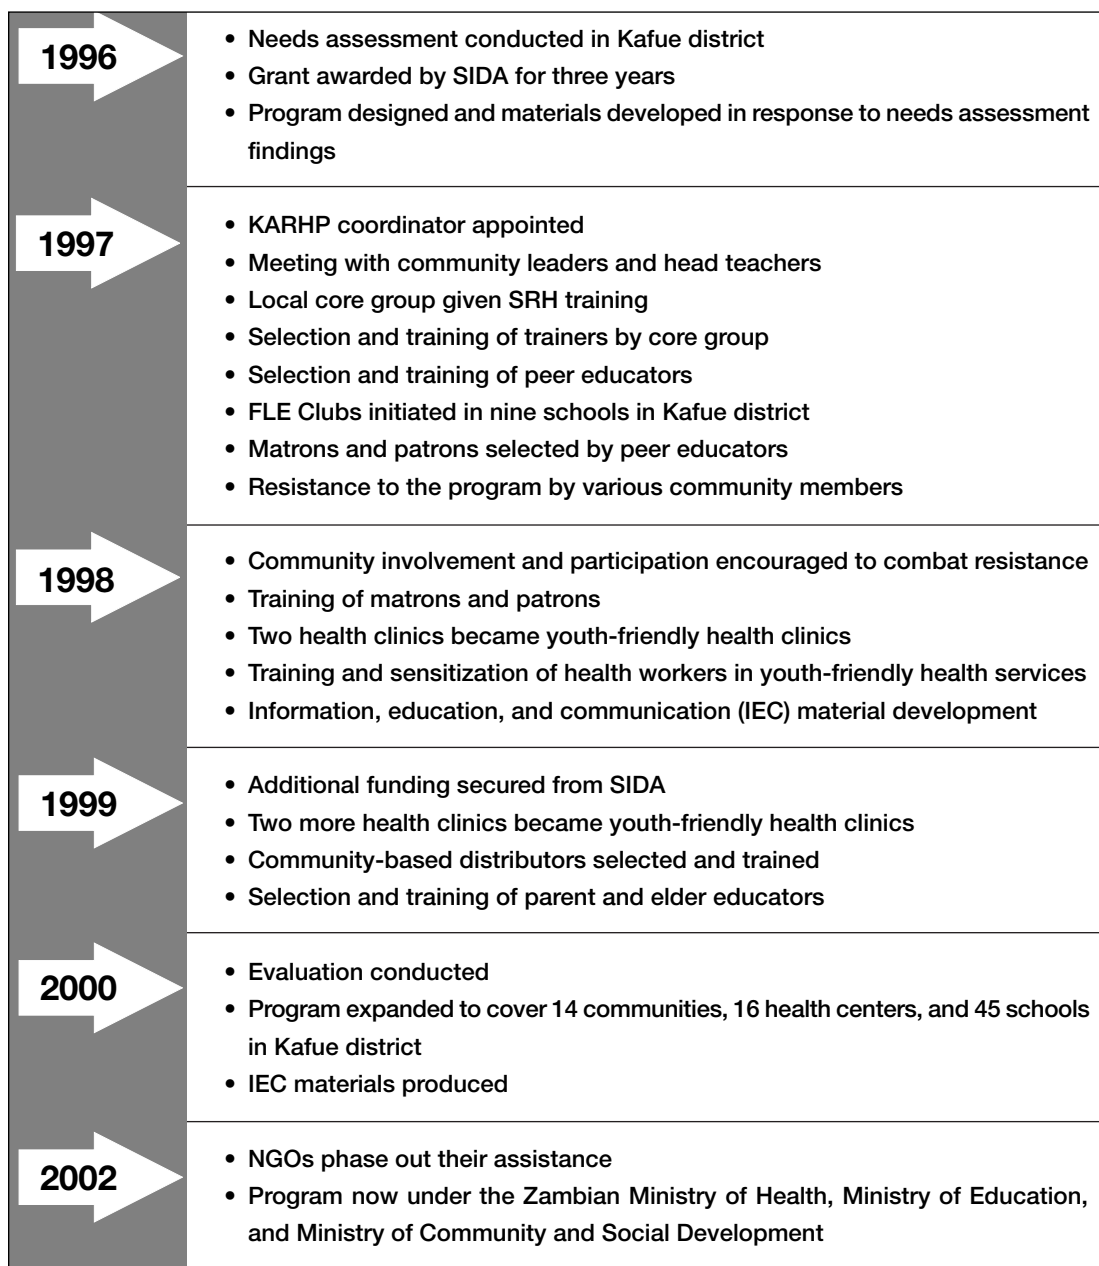 1996
• Needs assessment conducted in Kafue district
• Grant awarded by SIDA for three years
• Program designed and materials developed in response to needs assessment
findings
1997
• KARHP coordinator appointed
• Meeting with community leaders and head teachers
• Local core group given SRH training
• Selection and training of trainers by core group
• Selection and training of peer educators
• FLE Clubs initiated in nine schools in Kafue district
• Matrons and patrons selected by peer educators
• Resistance to the program by various community members
1998
• Community involvement and participation encouraged to combat resistance
• Training of matrons and patrons
• Two health clinics became youth-friendly health clinics
• Training and sensitization of health workers in youth-friendly health services
• Information, education, and communication (IEC) material development
1999
• Additional funding secured from SIDA
• Two more health clinics became youth-friendly health clinics
• Community-based distributors selected and trained
• Selection and training of parent and elder educators
2000
• Evaluation conducted
• Program expanded to cover 14 communities, 16 health centers, and 45 schools
in Kafue district
• IEC materials produced
2002
• NGOs phase out their assistance
• Program now under the Zambian Ministry of Health, Ministry of Education,
and Ministry of Community and Social Development